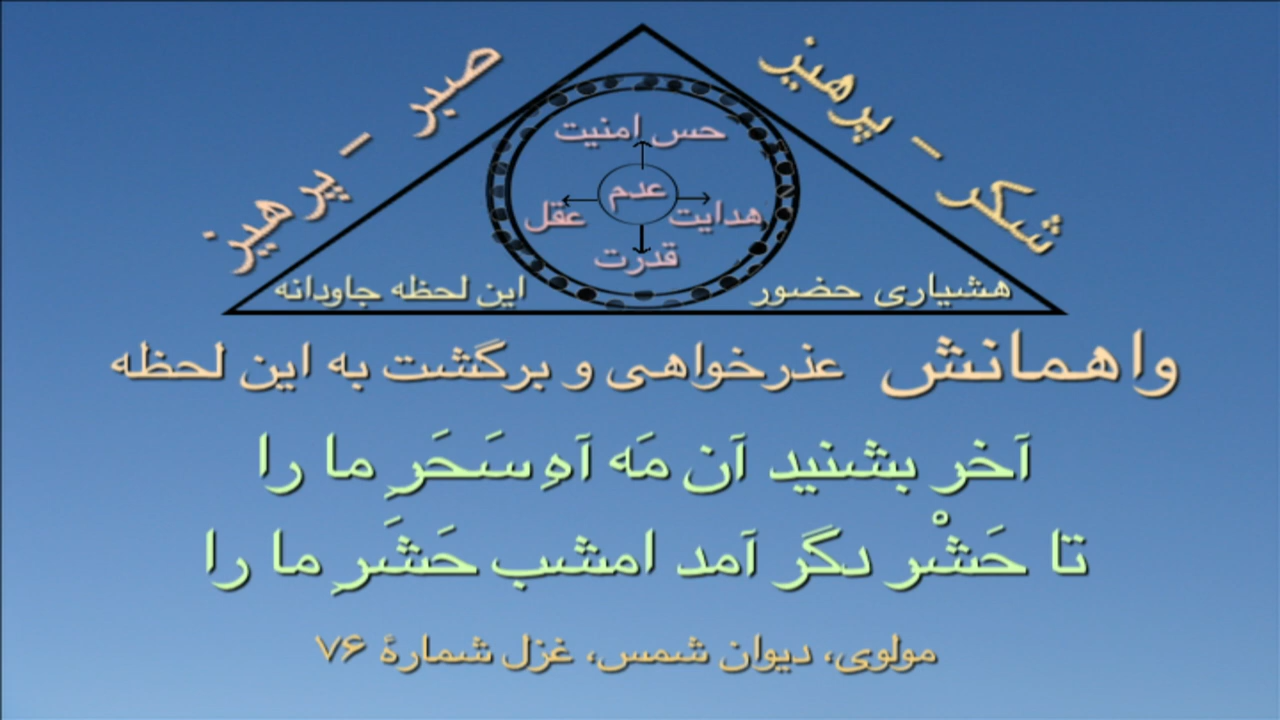 شکر - پرهیز
صبر - پرهیز
حس امنیت
عدم
هدایت
عقل
قدرت
هشیاری حضور
این لحظه جاودانه
واهمانش عذرخواهی و برگشت به این لحظه
آخر بشنید آن مَه آهِ سَحَرِ ما را
تا حَشْر دگر آمد امشب حَشَرِ ما را
مولوی، دیوان شمس، غزل شمارهٔ ۷۶